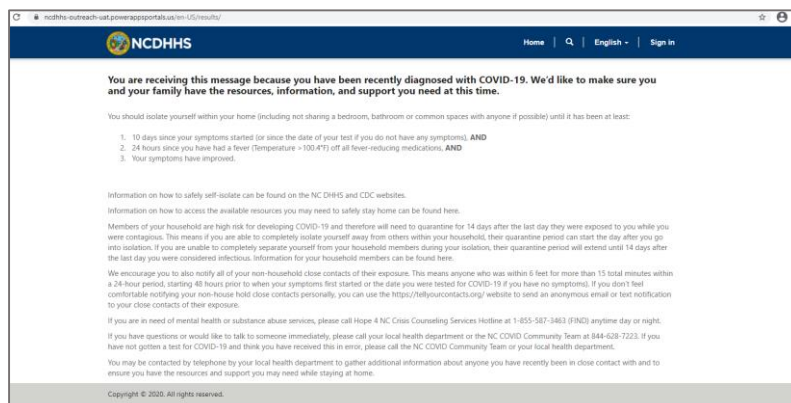 ncdhhs-outreach-uat.powerappsportals.us/en-US/results/
NCDHHS
Home | | English | Sign in
You are receiving this message because you have been recently diagnosed with COVID-19. We'd like to make sure you
and your family have the resources, information, and support you need at this time.
You should isolate yourself within your home (including not sharing a bedroom, bathroom or common spaces with anyone if possible) until it has been at least:
1. 10 days since your symptoms started (or since the date of your test if you do not have any symptoms), AND
2. 24 hours since you have had a fever (Temperature >100.4°F) off all fever-reducing medications, AND
3. Your symptoms have improved.
Information on how to safely self-isolate can be found on the NC DHHS and CDC websites.
Information on how to access the available resources you may need to safely stay home can be found here.
Members of your household are high risk for developing COVID-19 and therefore will need to quarantine for 14 days after the last day they were exposed to you while you
were contagious. This means if you are able to completely isolate yourself away from others within your household, their quarantine period can start the day after you go
into isolation. If you are unable to completely separate yourself from your household members during your isolation, their quarantine period will extend until 14 days after
the last day you were considered infectious. Information for your household members can be found here.
We encourage you to also notify all of your non-household close contacts of their exposure. This means anyone who was within 6 feet for more than 15 total minutes within
a 24-hour period, starting 48 hours prior to when your symptoms first started or the date you were tested for COVID-19 if you have no symptoms). If you don't feel
comfortable notifying your non-house hold close contacts personally, you can use the https://tellyourcontacts.org/ website to send an anonymous email or text notification
to your close contacts of their exposure.
If you are in need of mental health or substance abuse services, please call Hope 4 NC Crisis Counseling Services Hotline at 1-855-587-3463 (FIND) anytime day or night.
If you have questions or would like to talk to someone immediately, please call your local health department or the NC COVID Community Team at 844-628-7223. If you
have not gotten a test for COVID-19 and think you have received this in error, please call the NC COVID Community Team or your local health department.
You may be contacted by telephone by your local health department to gather additional information about anyone you have recently been in close contact with and to
ensure you have the resources and support you may need while staying at home.
Copyright © 2020. All rights reserved.